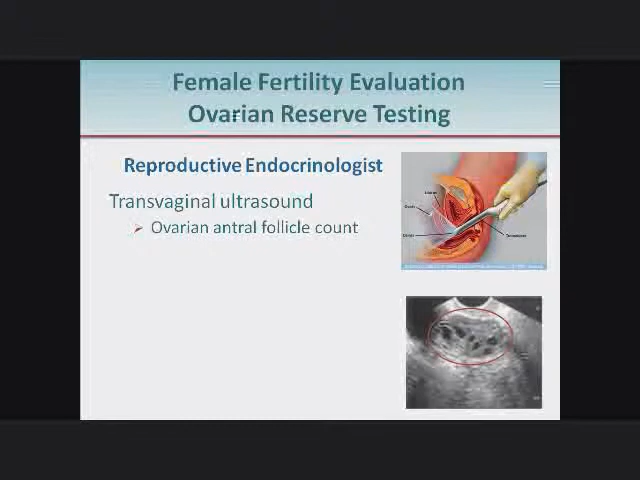 Female Fertility Evaluation
Ovarian Reserve Testing
Reproductive Endocrinologist
Transvaginal ultrasound
Ovarian antral follicle count